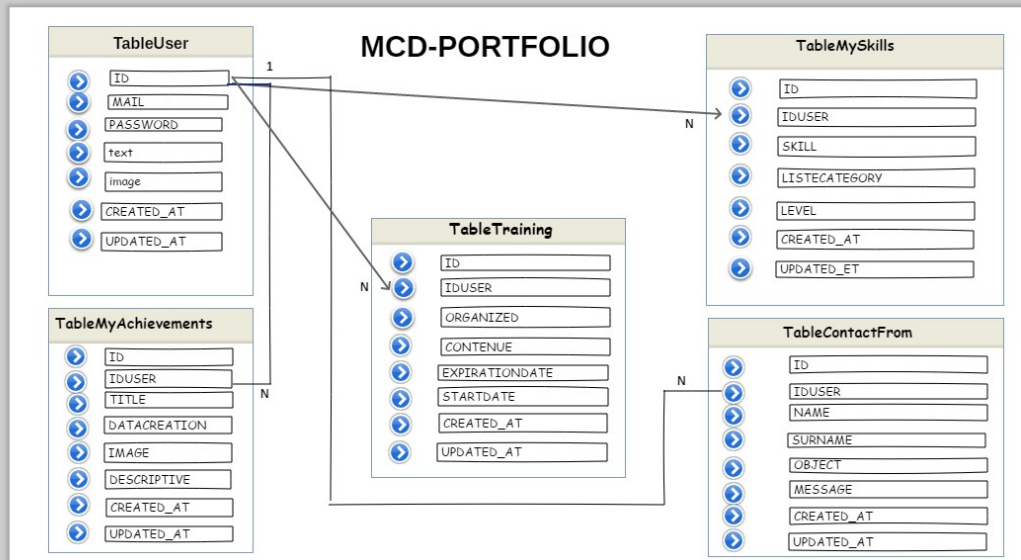 MCD-PORTFOLIO
TableUser
ID
MAIL
PASSWORD
text
image
CREATED_AT
UPDATED_AT
1
N
N
N
N
TableMySkills
ID
IDUSER
SKILL
LISTECATEGORY
LEVEL
CREATED_AT
UPDATED_ET
TableTraining
ID
IDUSER
ORGANIZED
CONTENUE
EXPIRATIONDATE
STARTDATE
CREATED_AT
UPDATED_AT
TableMyAchievements
ID
IDUSER
TITLE
DATACREATION
IMAGE
DESCRIPTIVE
CREATED_AT
UPDATED_AT
TableContactFrom
ID
IDUSER
NAME
SURNAME
OBJECT
MESSAGE
CREATED_AT
UPDATED_AT